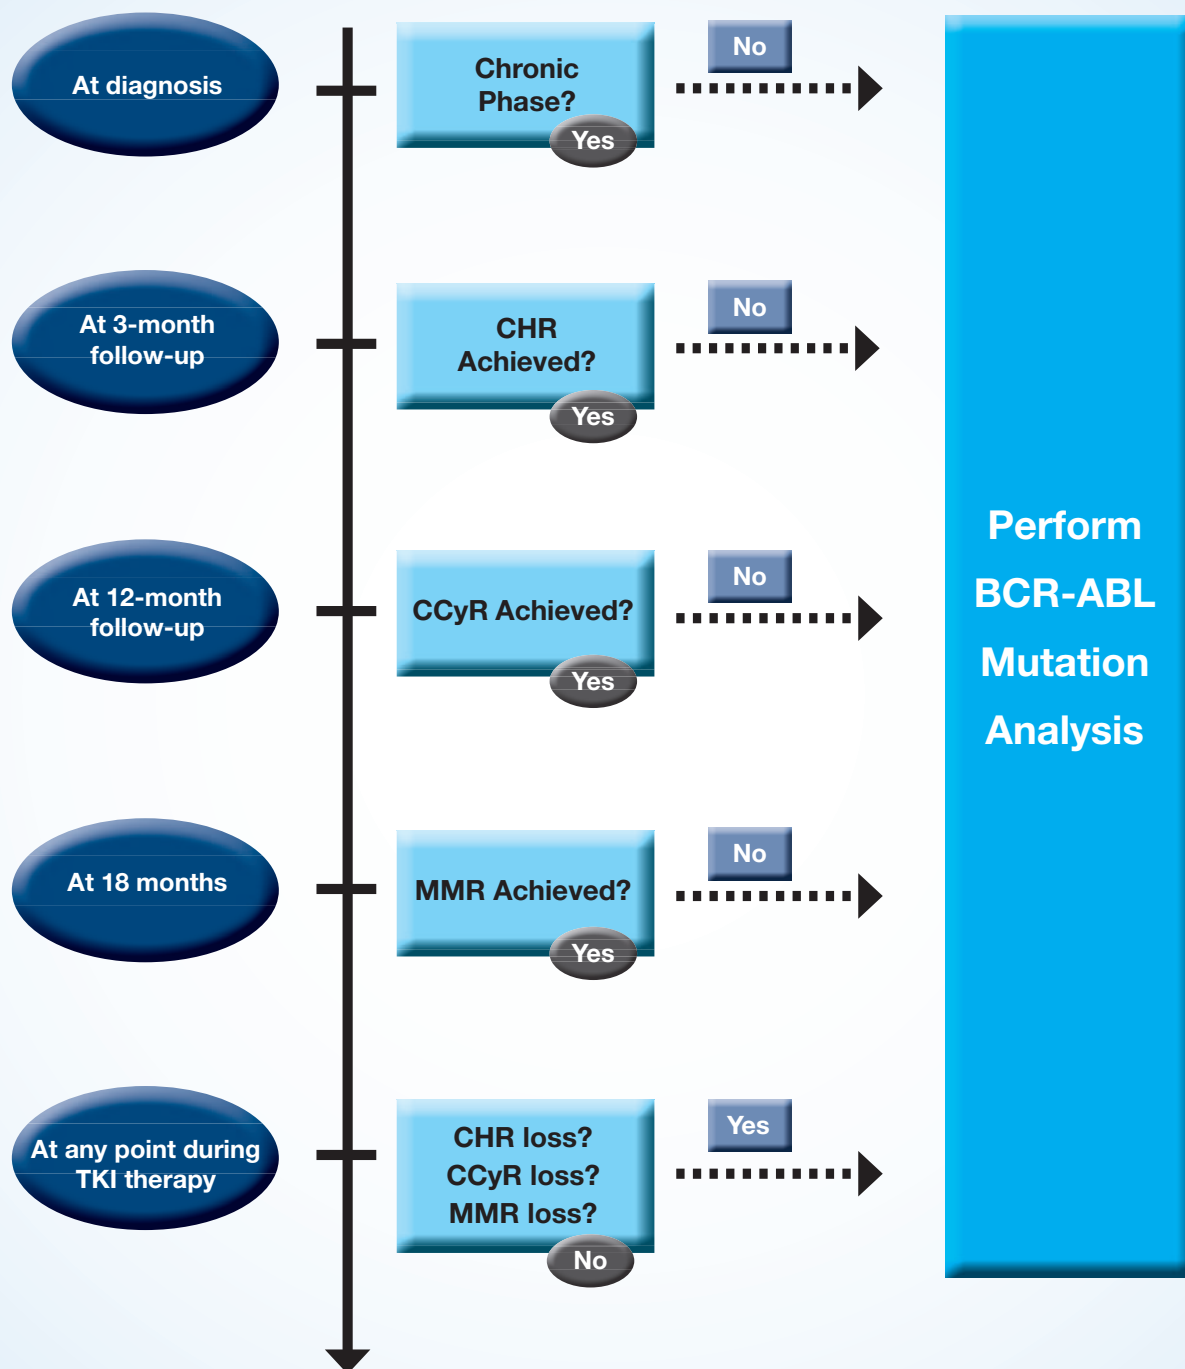 At diagnosis
Chronic
Phase?
Yes
No
At 3-month
follow-up
CHR
Achieved?
Yes
No
At 12-month
follow-up
CCyR Achieved?
Yes
No
At 18 months
MMR Achieved?
Yes
No
At any point during
TKI therapy
CHR loss?
CCyR loss?
MMR loss?
No
Yes
Perform
BCR-ABL
Mutation
Analysis